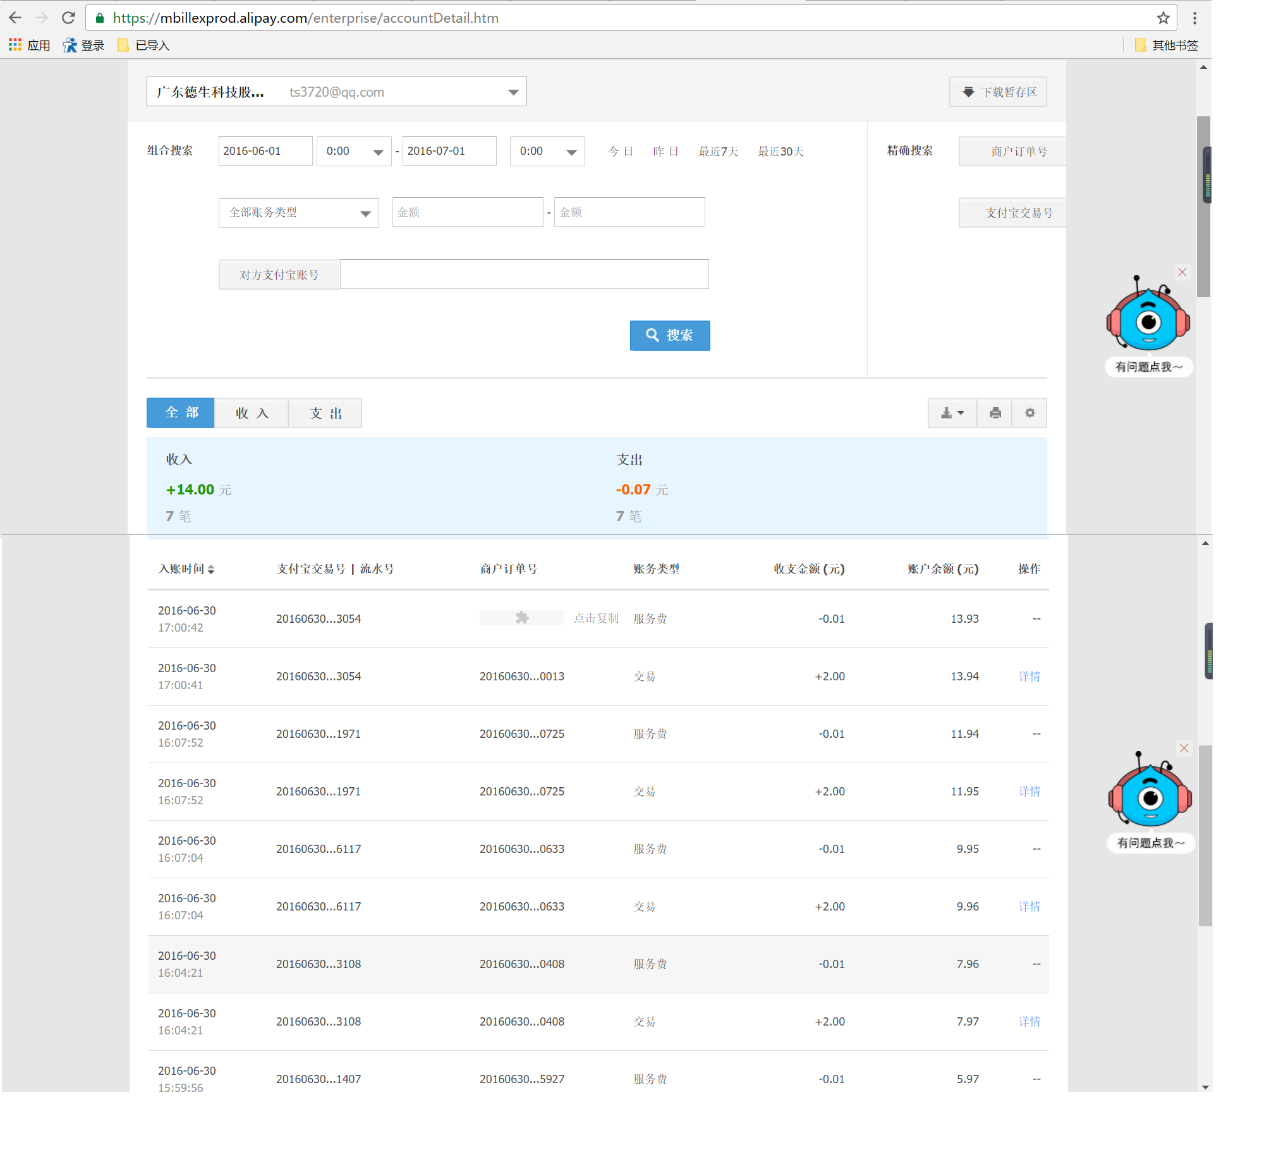 https://mbillexprod.alipay.com/enterprise/accountDetail.htm
应用 登录 已导入 其他书签
广东德生科技股... ts3720@qq.com 下载暂存区
组合搜索 2016-06-01 0:00 - 2016-07-01 0:00 今 日 昨 日 最近7天 最近30天 精确搜索 商户订单号
全部账务类型 金额 - 金额 支付宝交易号
对方支付宝账号
搜索
有问题点我～
全 部 收 入 支 出
收入 支出
+14.00 元 -0.07 元
7 笔 7 笔
入账时间 支付宝交易号 | 流水号 商户订单号 账务类型 收支金额 (元) 账户余额 (元) 操作
2016-06-30
17:00:42 20160630...3054 点击复制 服务费 -0.01 13.93 --
2016-06-30
17:00:41 20160630...3054 20160630...0013 交易 +2.00 13.94 详情
2016-06-30
16:07:52 20160630...1971 20160630...0725 服务费 -0.01 11.94 --
2016-06-30
16:07:52 20160630...1971 20160630...0725 交易 +2.00 11.95 详情
2016-06-30
16:07:04 20160630...6117 20160630...0633 服务费 -0.01 9.95 --
有问题点我～
2016-06-30
16:07:04 20160630...6117 20160630...0633 交易 +2.00 9.96 详情
2016-06-30
16:04:21 20160630...3108 20160630...0408 服务费 -0.01 7.96 --
2016-06-30
16:04:21 20160630...3108 20160630...0408 交易 +2.00 7.97 详情
2016-06-30
15:59:56 20160630...1407 20160630...5927 服务费 -0.01 5.97 --